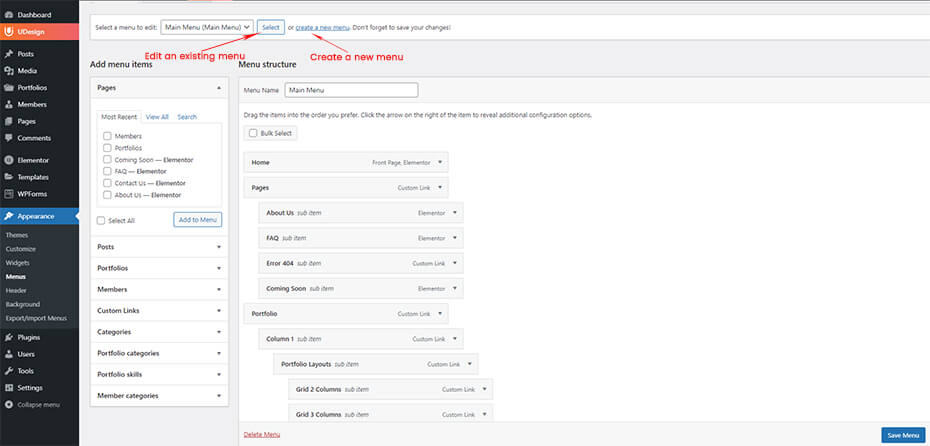 Dashboard
UDesign
Posts
Media
Portfolios
Members
Pages
Comments
Elementor
Templates
WPForms
Appearance
Themes
Customize
Widgets
Menus
Header
Background
Export/Import Menus
Plugins
Users
Tools
Settings
Collapse menu
Select a menu to edit: Main Menu (Main Menu) Select or create a new menu. Don't forget to save your changes!
Edit an existing menu
Create a new menu
Add menu items
Pages
Most Recent View All Search
Members
Portfolios
Coming Soon — Elementor
FAQ — Elementor
Contact Us — Elementor
About Us — Elementor
Select All Add to Menu
Posts
Portfolios
Members
Custom Links
Categories
Portfolio categories
Portfolio skills
Member categories
Menu structure
Menu Name Main Menu
Drag the items into the order you prefer. Click the arrow on the right of the item to reveal additional configuration options.
Bulk Select
Home Front Page, Elementor
Pages Custom Link
About Us sub item Elementor
FAQ sub item Elementor
Error 404 sub item Custom Link
Coming Soon sub item Elementor
Portfolio Custom Link
Column 1 sub item Custom Link
Portfolio Layouts sub item Custom Link
Grid 2 Columns sub item Custom Link
Grid 3 Columns sub item Custom Link
Delete Menu
Save Menu